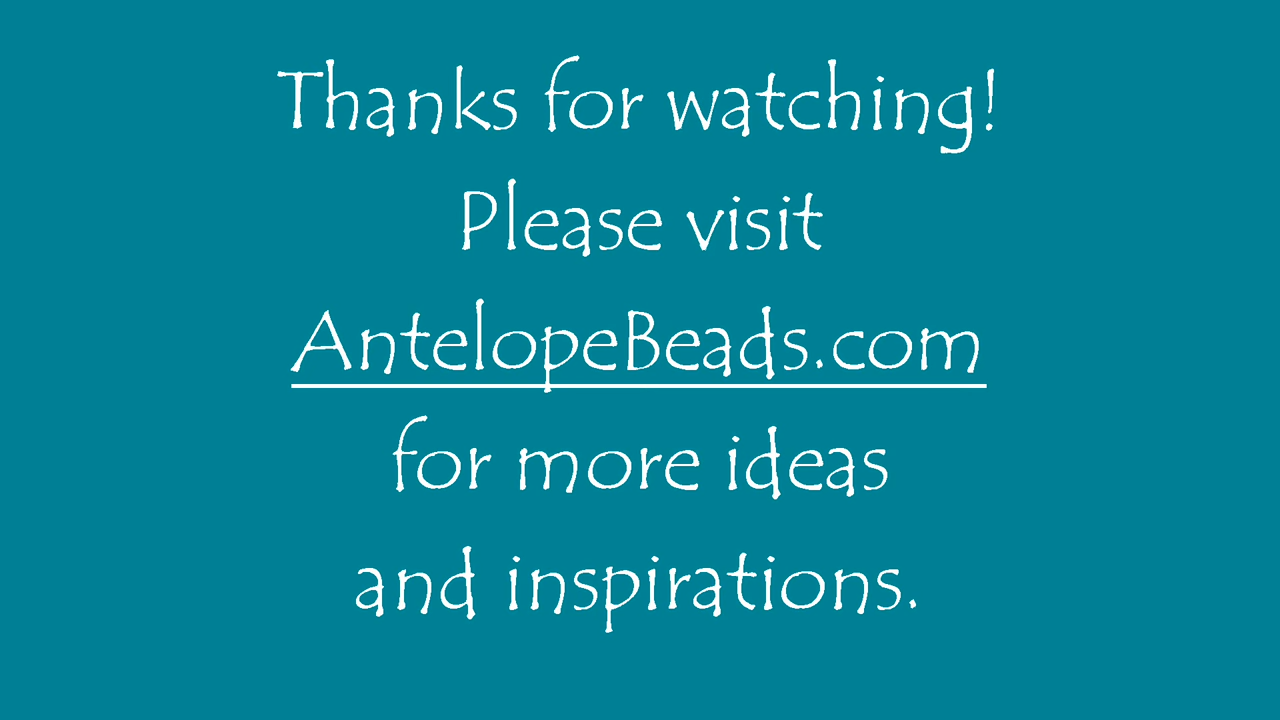 Thanks for watching!
Please visit
AntelopeBeads.com
for more ideas
and inspirations.